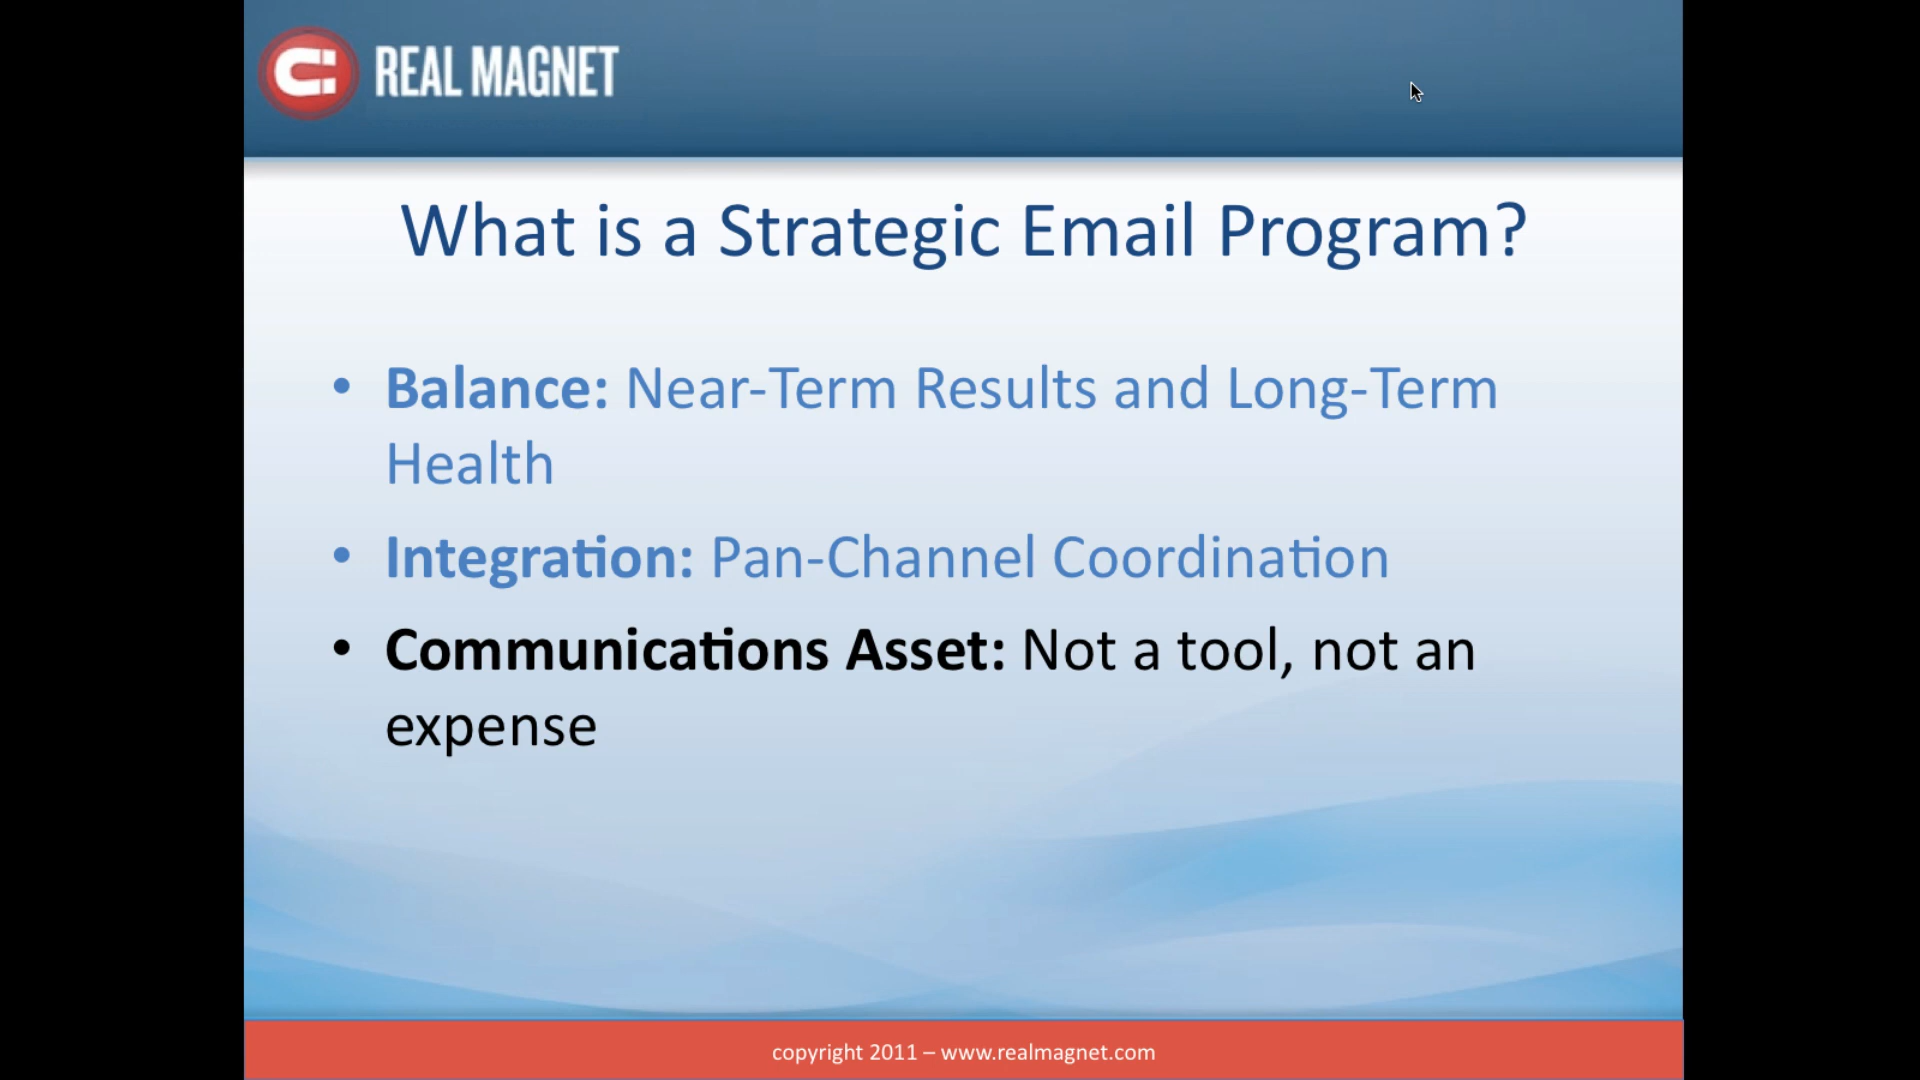 REAL MAGNET
What is a Strategic Email Program?
• Balance: Near-Term Results and Long-Term
Health
• Integration: Pan-Channel Coordination
• Communications Asset: Not a tool, not an
expense
copyright 2011 – www.realmagnet.com